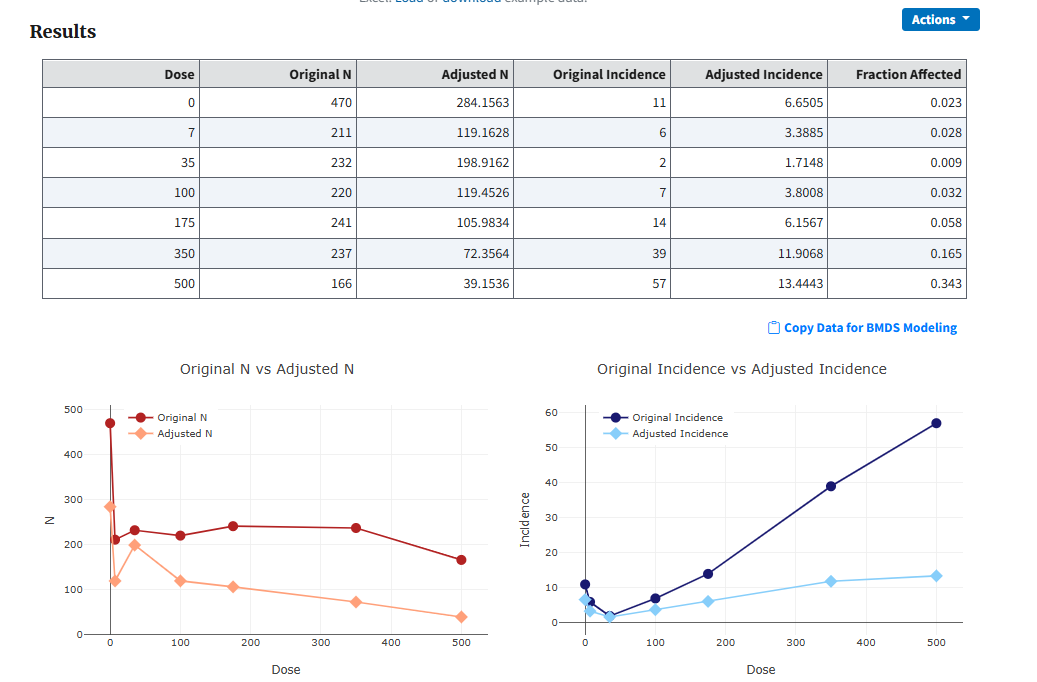 Excel. Load or download example data.
Actions
Results
Dose Original N Adjusted N Original Incidence Adjusted Incidence Fraction Affected
0 470 284.1563 11 6.6505 0.023
7 211 119.1628 6 3.3885 0.028
35 232 198.9162 2 1.7148 0.009
100 220 119.4526 7 3.8008 0.032
175 241 105.9834 14 6.1567 0.058
350 237 72.3564 39 11.9068 0.165
500 166 39.1536 57 13.4443 0.343
Copy Data for BMDS Modeling
Original N vs Adjusted N
Original N
Adjusted N
500
400
300
200
100
0
N
0 100 200 300 400 500
Dose
Original Incidence vs Adjusted Incidence
Original Incidence
Adjusted Incidence
60
50
40
30
20
10
0
Incidence
0 100 200 300 400 500
Dose